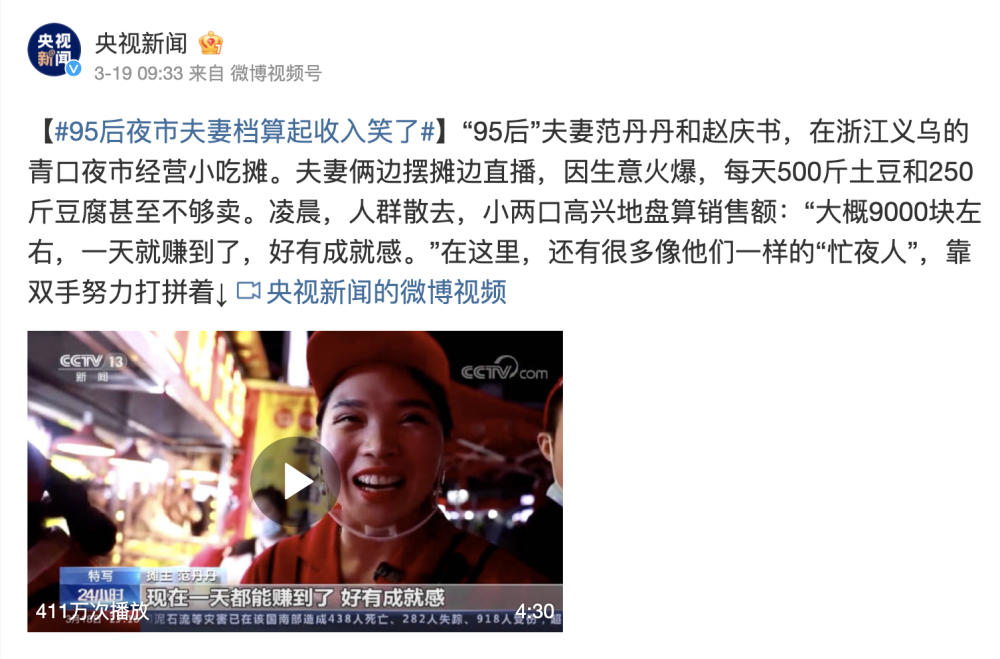 央视新闻
央视新闻
3-19 09:33 来自 微博视频号
【#95后夜市夫妻档算起收入笑了#】“95后”夫妻范丹丹和赵庆书，在浙江义乌的
青口夜市经营小吃摊。夫妻俩边摆摊边直播，因生意火爆，每天500斤土豆和250
斤豆腐甚至不够卖。凌晨，人群散去，小两口高兴地盘算销售额：“大概9000块左
右，一天就赚到了，好有成就感。”在这里，还有很多像他们一样的“忙夜人”，靠
双手努力打拼着↓ 央视新闻的微博视频
CCTV 13
新闻
CCTV.com
特写 摊主 范丹丹
24小时 现在一天都能赚到了 好有成就感
411万次播放 4:30
泥石流等灾害已在该国南部造成438人死亡、282人失踪、918人受伤，超